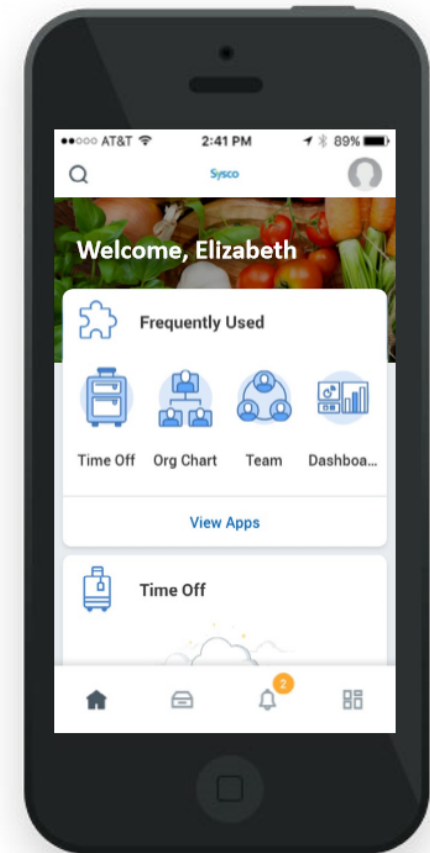 AT&T 2:41 PM 89%
Sysco
Welcome, Elizabeth
Frequently Used
Time Off Org Chart Team Dashboa...
View Apps
Time Off
2